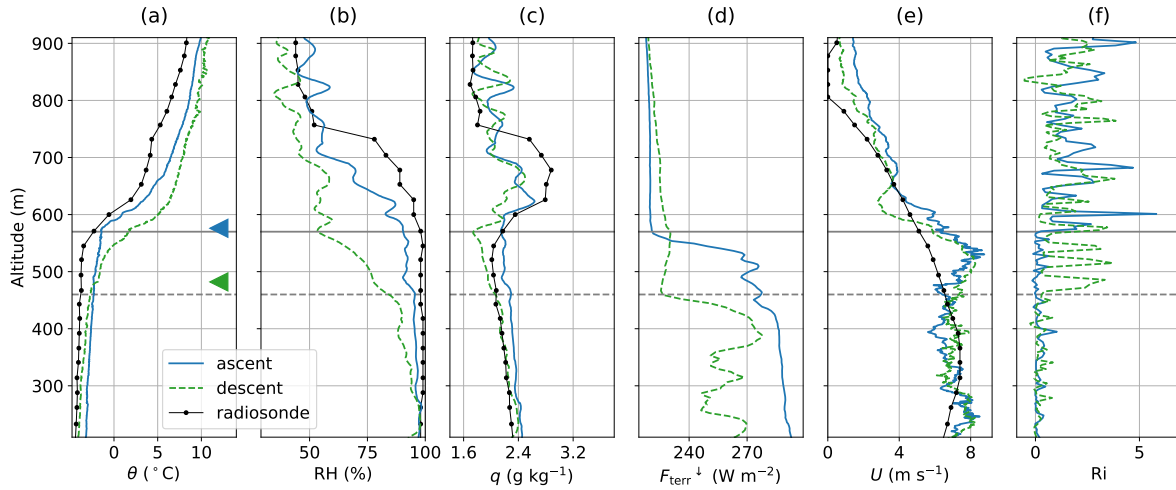 (a) (b) (c) (d) (e) (f)
900
800
700
600
500
400
300
Altitude (m)
ascent
descent
radiosonde
0 10 50 75 100 1.6 2.4 3.2 240 270 0 4 8 0 5
θ (°C) RH (%) q (g kg⁻¹) F_terr↓ (W m⁻²) U (m s⁻¹) Ri